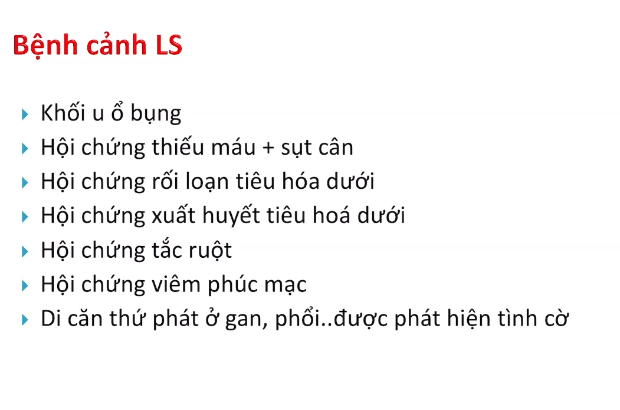 Bệnh cảnh LS
Khối u ổ bụng
Hội chứng thiếu máu + sụt cân
Hội chứng rối loạn tiêu hóa dưới
Hội chứng xuất huyết tiêu hoá dưới
Hội chứng tắc ruột
Hội chứng viêm phúc mạc
Di căn thứ phát ở gan, phổi..được phát hiện tình cờ